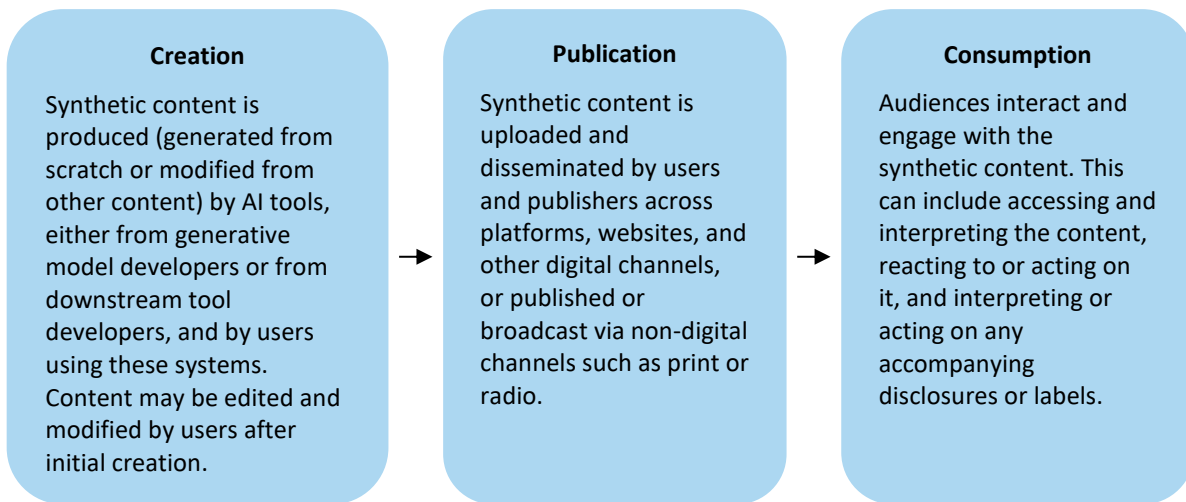 Creation
Synthetic content is
produced (generated from
scratch or modified from
other content) by AI tools,
either from generative
model developers or from
downstream tool
developers, and by users
using these systems.
Content may be edited and
modified by users after
initial creation.
Publication
Synthetic content is
uploaded and
disseminated by users
and publishers across
platforms, websites, and
other digital channels,
or published or
broadcast via non-digital
channels such as print or
radio.
Consumption
Audiences interact and
engage with the
synthetic content. This
can include accessing and
interpreting the content,
reacting to or acting on
it, and interpreting or
acting on any
accompanying
disclosures or labels.